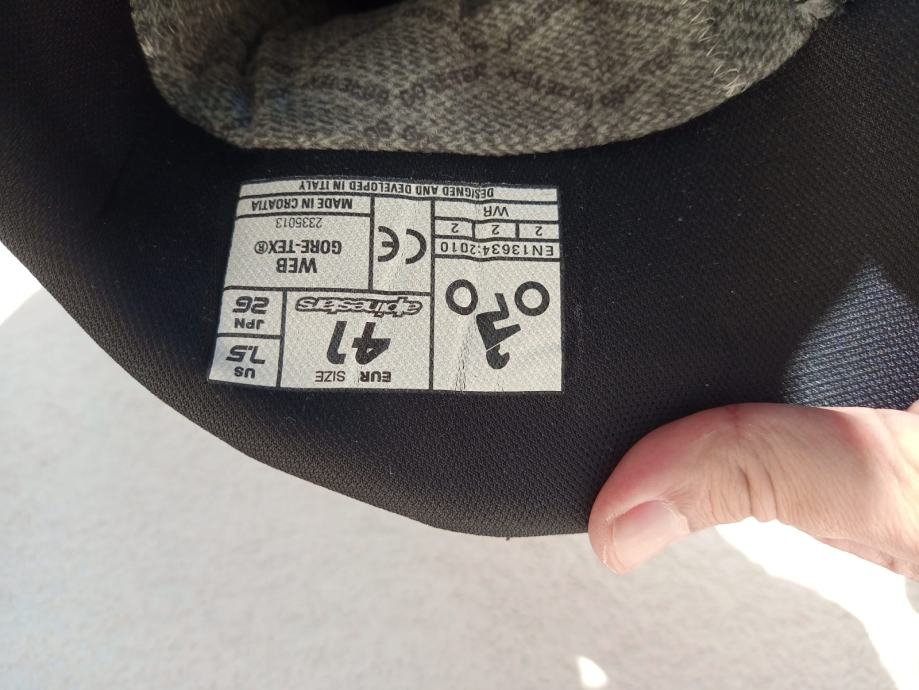 US
7.5
JPN
26
EUR SIZE
41
alpinestars
WEB
GORE-TEX®
2335013
MADE IN CROATIA
CE
EN13634:2010
2 2 2
WR
DESIGNED AND DEVELOPED IN ITALY